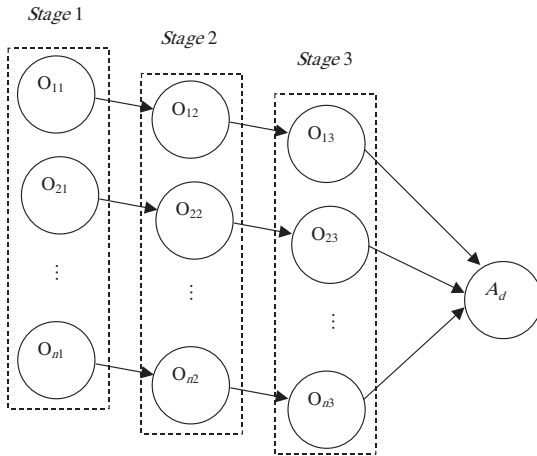 Stage 1
Stage 2
Stage 3
O11
O12
O13
O21
O22
O23
Ad
...
...
...
On1
On2
On3